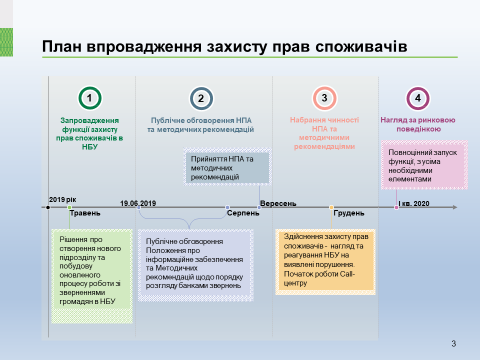 План впровадження захисту прав споживачів
1
2
3
4
Запровадження
функції захисту
прав споживачів в
НБУ
Публічне обговорення НПА
та методичних рекомендацій
Набрання чинності
НПА та
методичними
рекомендаціями
Нагляд за ринковою
поведінкою
Прийняття НПА та
методичних
рекомендацій
Повноцінний запуск
функції, з усіма
необхідними
елементами
2019 рік
19.06.2019
Вересень
I кв. 2020
Травень
Серпень
Грудень
Рішення про
створення нового
підрозділу та
побудову
оновленого
процесу роботи зі
зверненнями
громадян в НБУ
Публічне обговорення
Положення про
інформаційне забезпечення
та Методичних
рекомендацій щодо порядку
розгляду банками звернень
Здійснення захисту прав
споживачів - нагляд та
реагування НБУ на
виявлені порушення.
Початок роботи Call-
центру
3